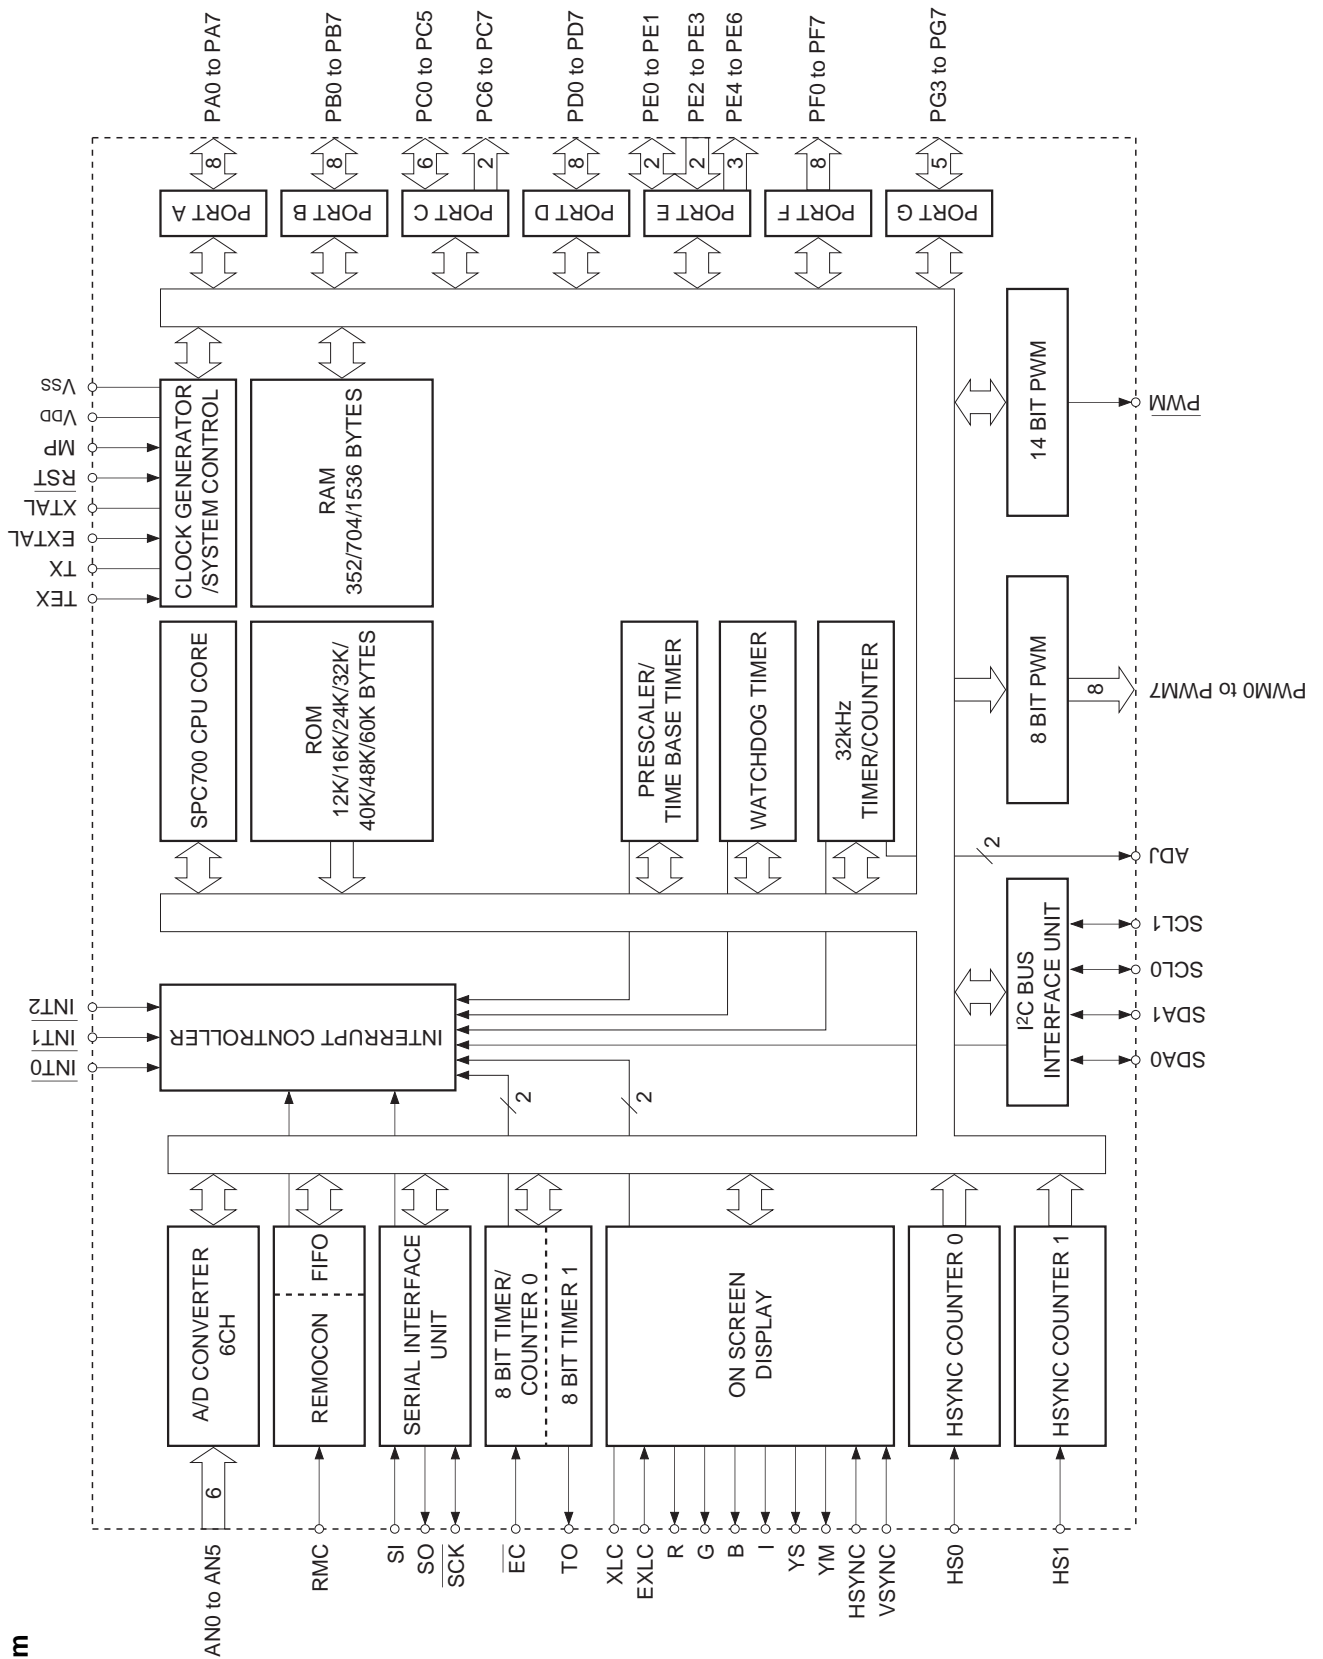 m
AN0 to AN5
RMC
SI
SO
SCK
EC
TO
XLC
EXLC
R
G
B
I
YS
YM
HSYNC
VSYNC
HS0
HS1
6
A/D CONVERTER
6CH
REMOCON
FIFO
SERIAL INTERFACE
UNIT
8 BIT TIMER/
COUNTER 0
8 BIT TIMER 1
ON SCREEN
DISPLAY
HSYNC COUNTER 0
HSYNC COUNTER 1
2
2
INT0
INT1
INT2
INTERRUPT CONTROLLER
SPC700 CPU CORE
ROM
12K/16K/24K/32K/
40K/48K/60K BYTES
PRESCALER/
TIME BASE TIMER
WATCHDOG TIMER
32kHz
TIMER/COUNTER
TEX
TX
EXTAL
XTAL
RST
MP
VDD
VSS
CLOCK GENERATOR
/SYSTEM CONTROL
RAM
352/704/1536 BYTES
I2C BUS
INTERFACE UNIT
SDA0
SDA1
SCL0
SCL1
2
ADJ
8 BIT PWM
8
PWM0 to PWM7
14 BIT PWM
PWM
PORT A
PORT B
PORT C
PORT D
PORT E
PORT F
PORT G
8
8
6
2
8
2
2
3
8
5
PA0 to PA7
PB0 to PB7
PC0 to PC5
PC6 to PC7
PD0 to PD7
PE0 to PE1
PE2 to PE3
PE4 to PE6
PF0 to PF7
PG3 to PG7